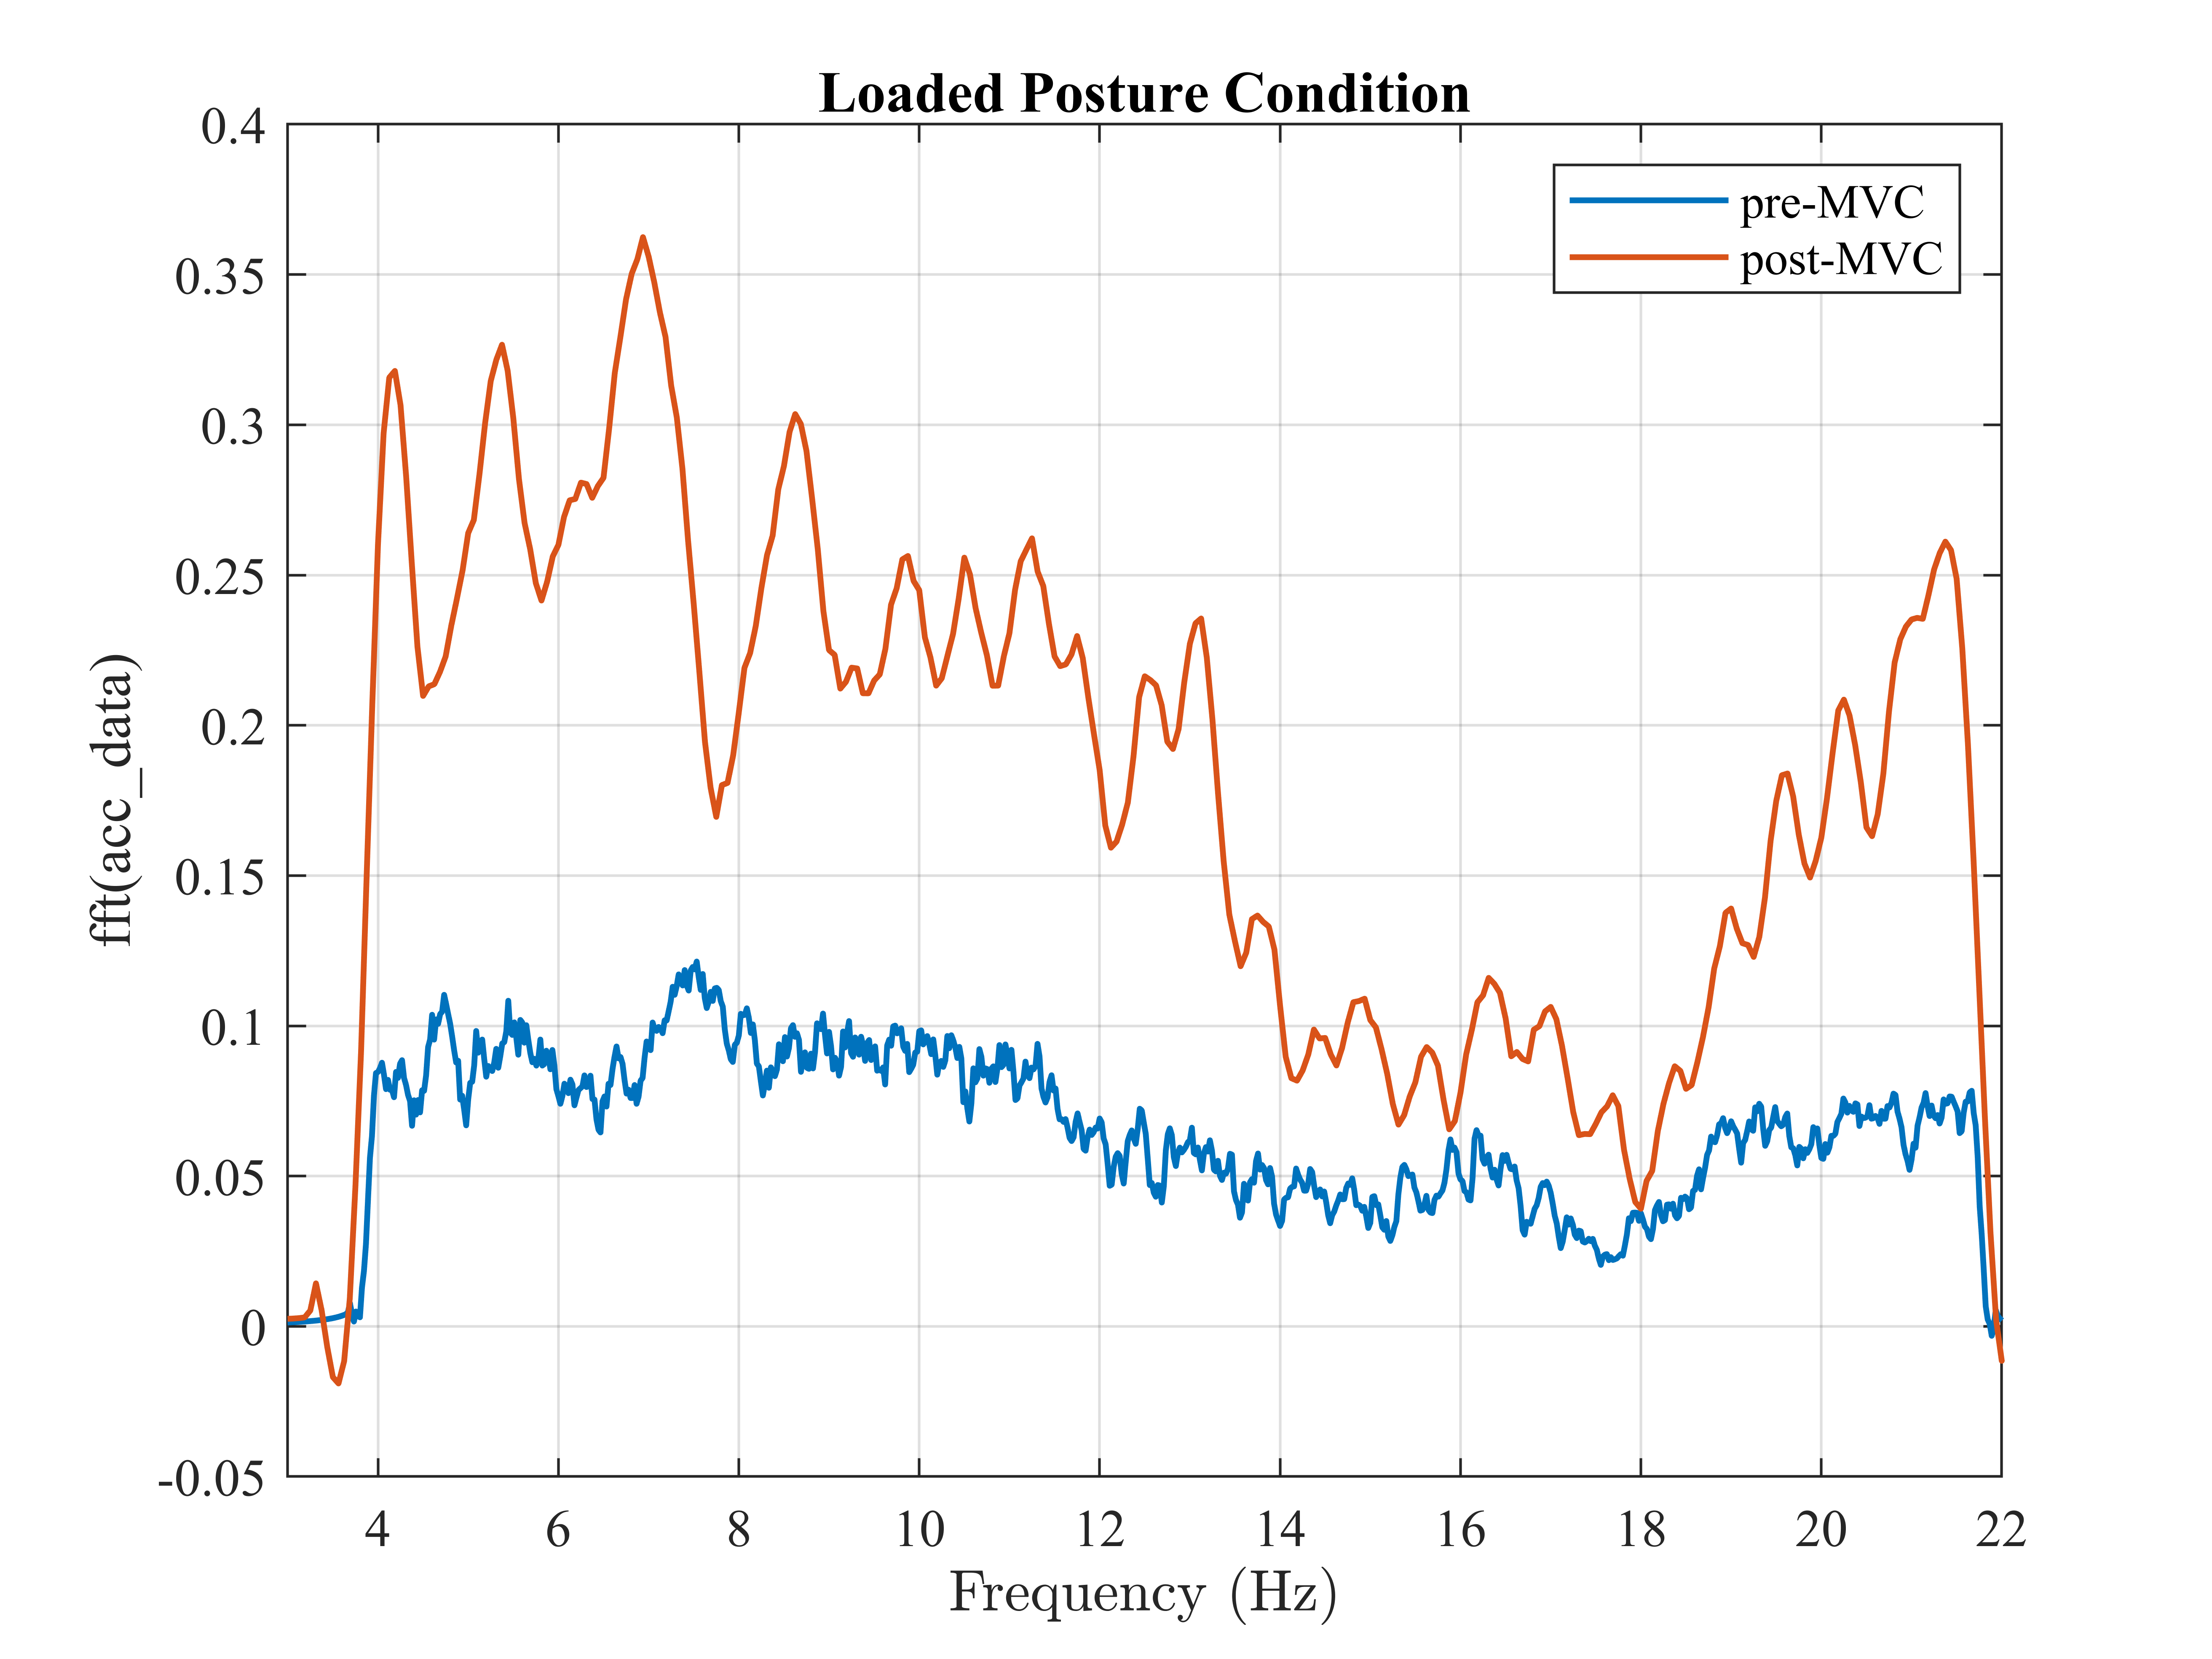 Loaded Posture Condition
0.4
0.35
0.3
0.25
0.2
0.15
0.1
0.05
0
-0.05
fft(acc_data)
pre-MVC
post-MVC
4 6 8 10 12 14 16 18 20 22
Frequency (Hz)